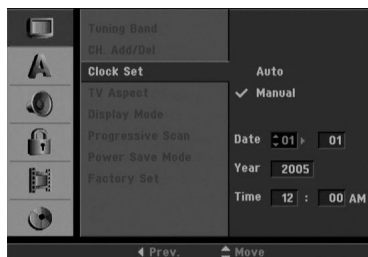 Tuning Band
CH. Add/Del
Clock Set
TV Aspect
Display Mode
Progressive Scan
Power Save Mode
Factory Set
Auto
✓ Manual
Date 01 01
Year 2005
Time 12 : 00 AM
A
Prev. Move